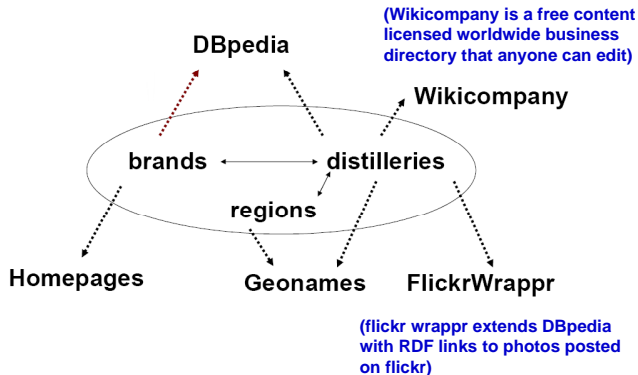 (Wikicompany is a free content
licensed worldwide business
directory that anyone can edit)
DBpedia
Wikicompany
brands
distilleries
regions
Homepages
Geonames
FlickrWrappr
(flickr wrappr extends DBpedia
with RDF links to photos posted
on flickr)